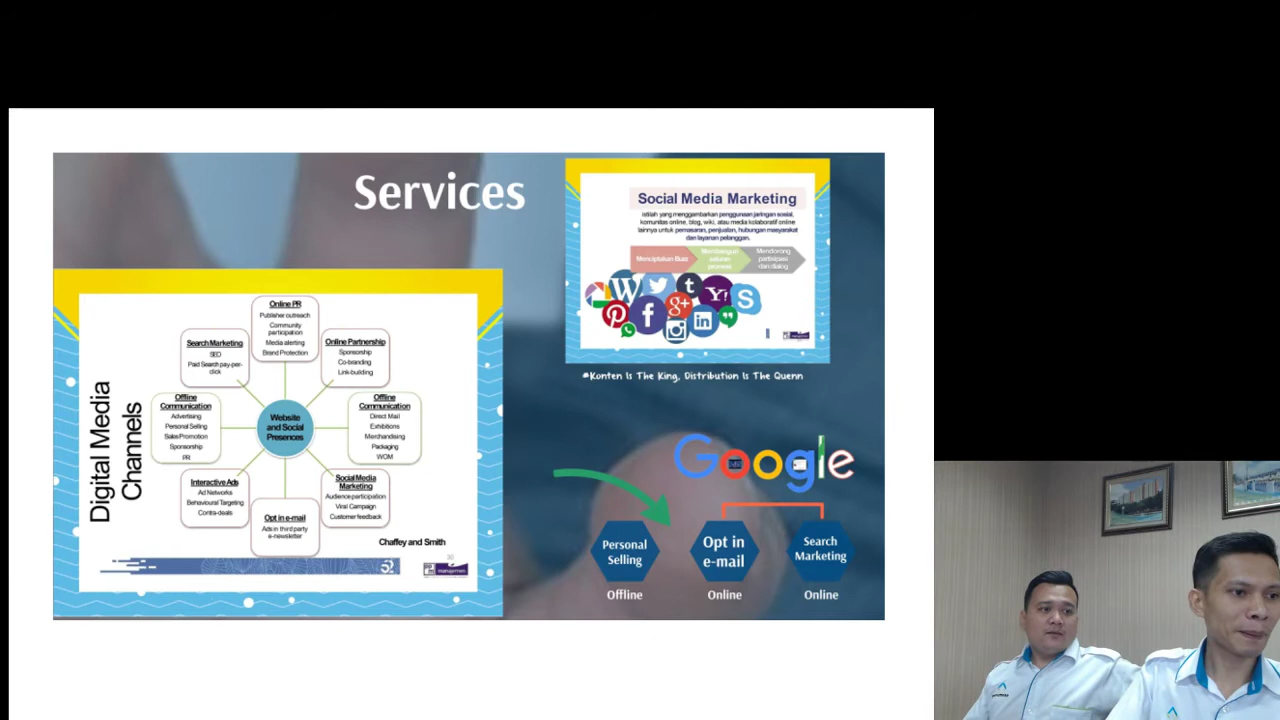 Services
Social Media Marketing
istilah yang menggambarkan penggunaan jaringan sosial,
komunitas online, blog, wiki, atau media kolaboratif online
lainnya untuk pemasaran, penjualan, hubungan masyarakat
dan layanan pelanggan.
Menciptakan Buzz
Membangun
saluran
promosi
Mendorong
partisipasi
dan dialog
#Konten Is The King, Distribution Is The Quenn
Digital Media
Channels
Online PR
Publisher outreach
Community
participation
Media alerting
Brand Protection
Search Marketing
SEO
Paid Search pay-per-
click
Online Partnership
Sponsorship
Co-branding
Link-building
Offline
Communication
Advertising
Personal Selling
Sales Promotion
Sponsorship
PR
Website
and Social
Presences
Offline
Communication
Direct Mail
Exhibitions
Merchandising
Packaging
WOM
Interactive Ads
Ad Networks
Behavioural Targeting
Contra-deals
Opt in e-mail
Ads in third party
e-newsletter
Social Media
Marketing
Audience participation
Viral Campaign
Customer feedback
Chaffey and Smith
30
manajemen
Google
Personal
Selling
Offline
Opt in
e-mail
Online
Search
Marketing
Online